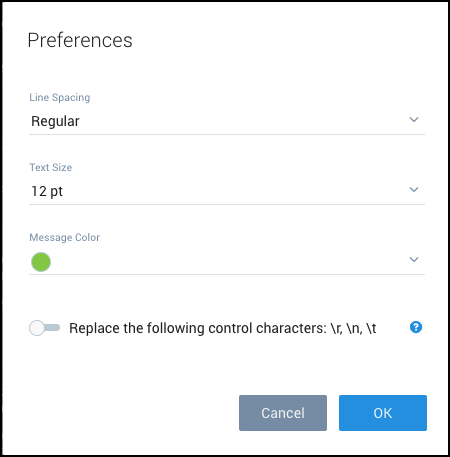 Preferences
Line Spacing
Regular
Text Size
12 pt
Message Color
Replace the following control characters: \r, \n, \t ?
Cancel OK